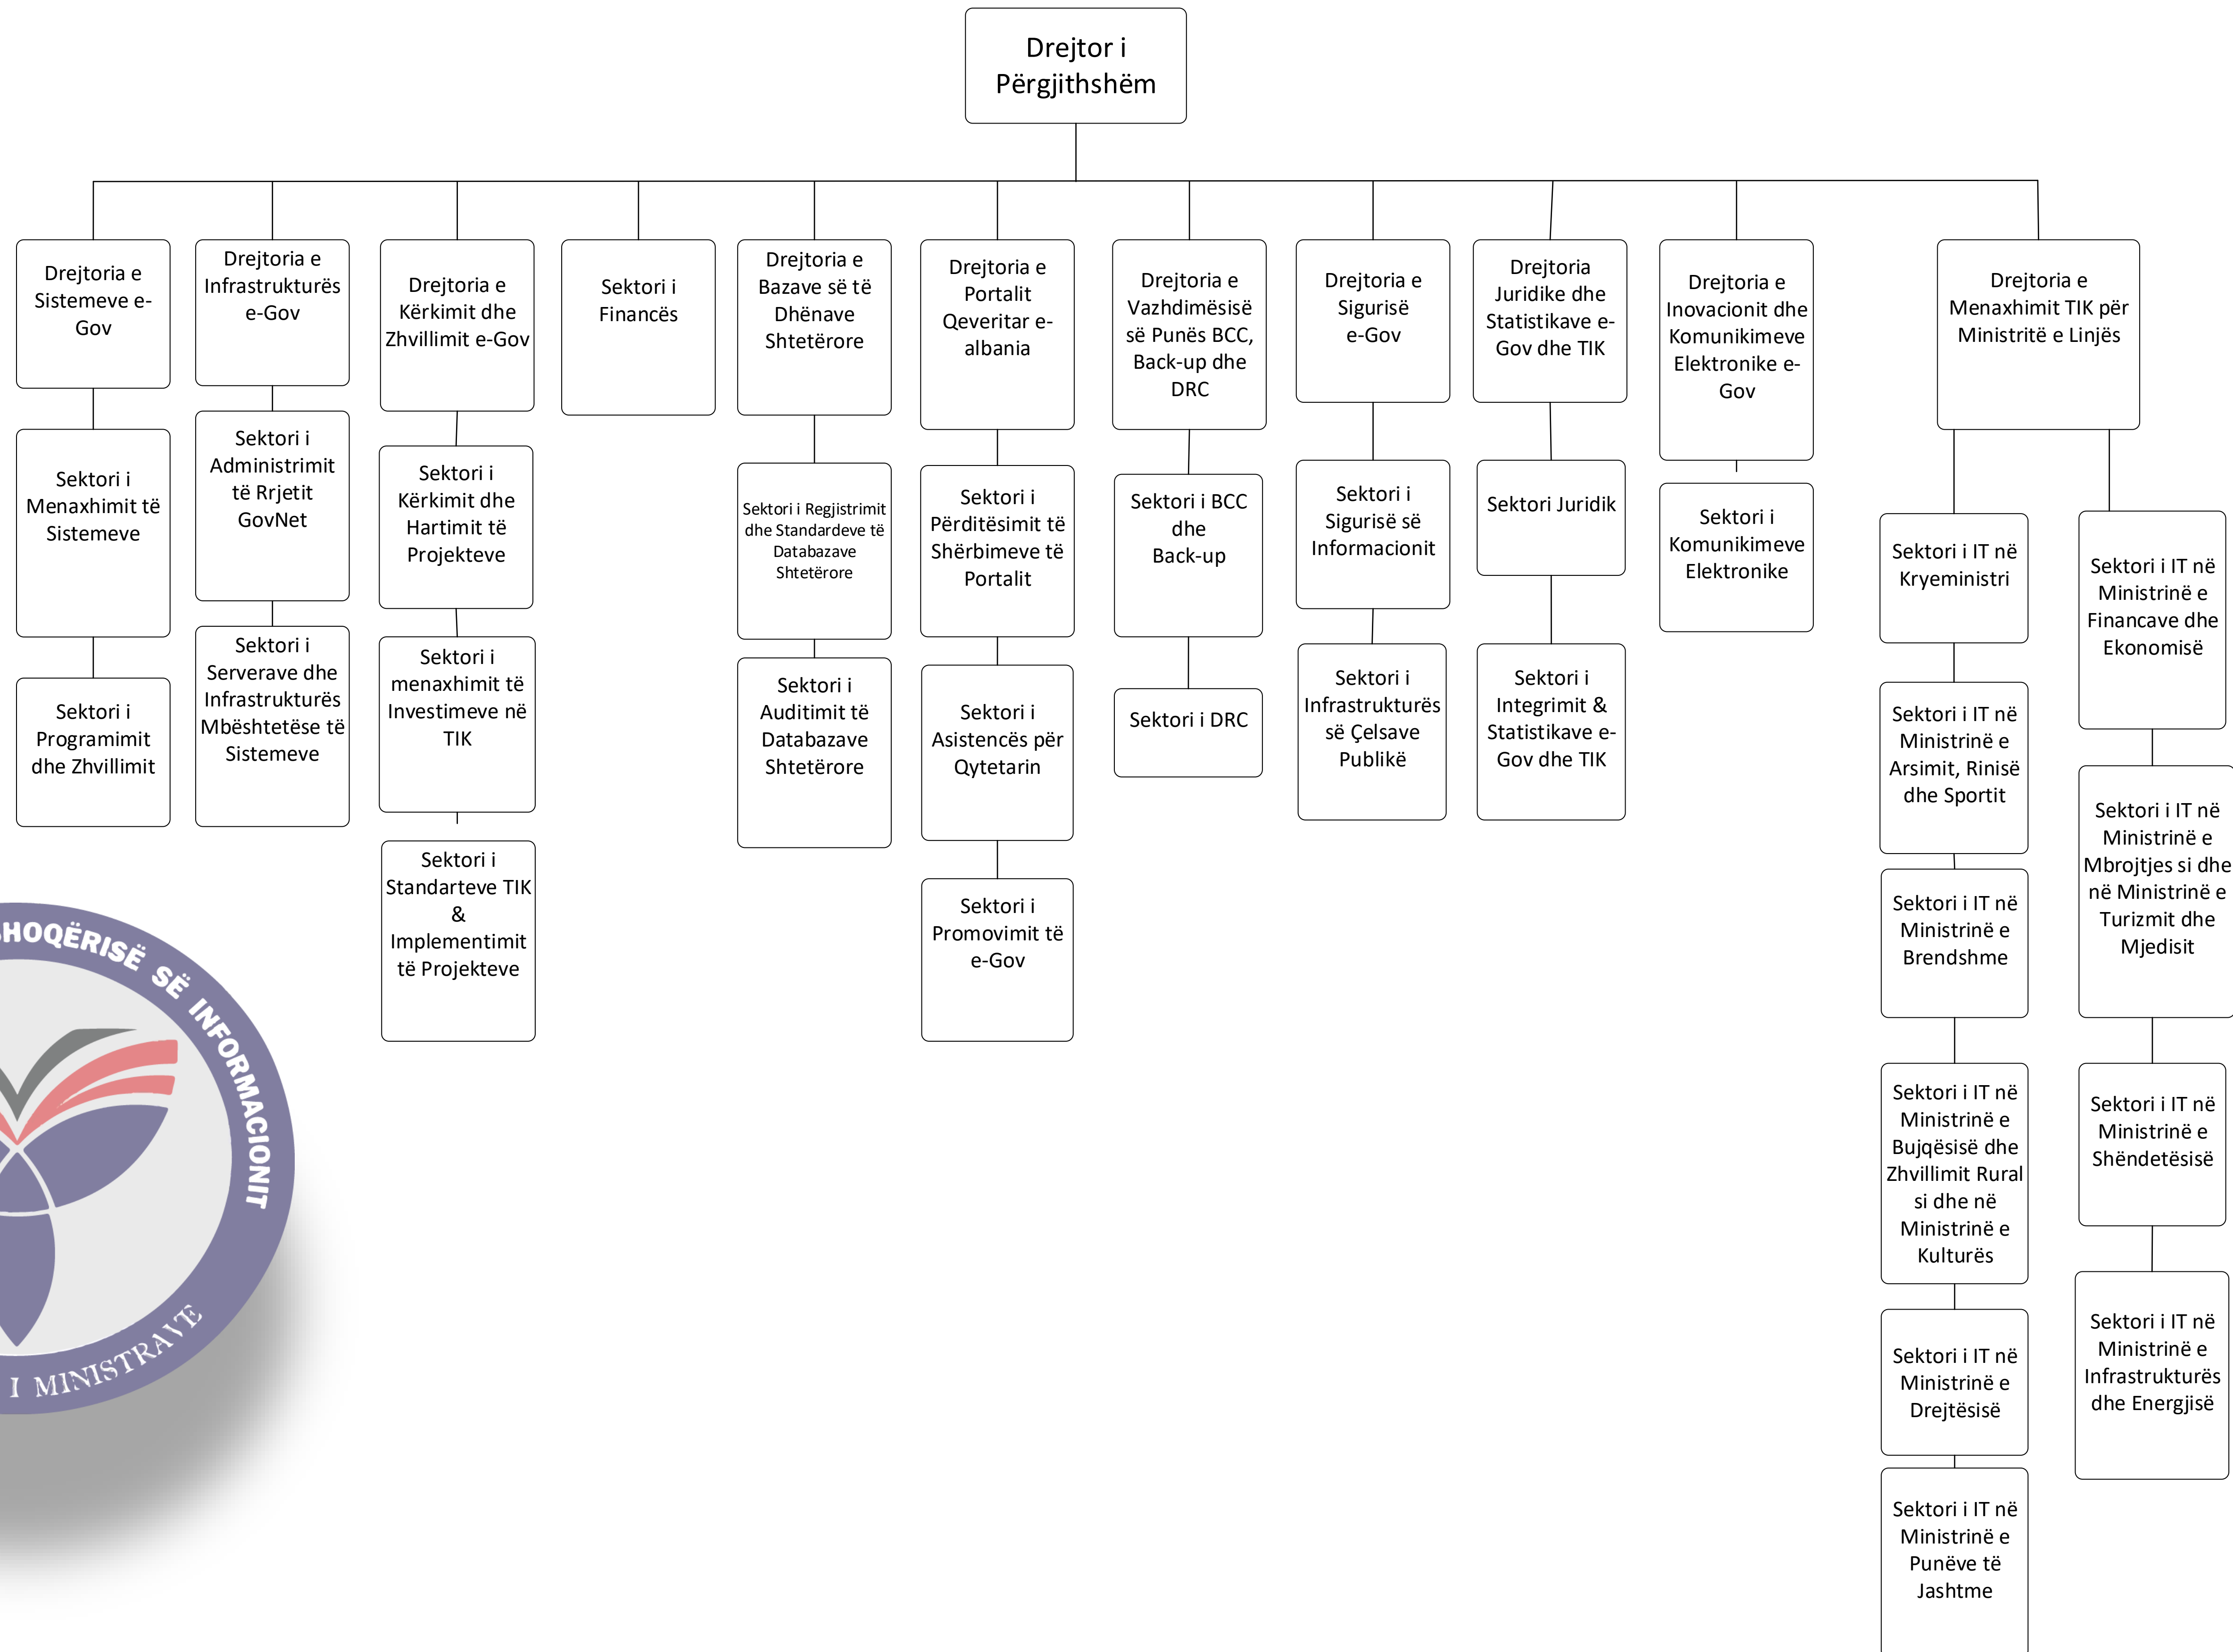 Drejtor i
Përgjithshëm
Drejtoria e
Sistemeve e-
Gov
Sektori i
Menaxhimit të
Sistemeve
Sektori i
Programimit
dhe Zhvillimit
Drejtoria e
Infrastrukturës
e-Gov
Sektori i
Administrimit
të Rrjetit
GovNet
Sektori i
Serverave dhe
Infrastrukturës
Mbështetëse të
Sistemeve
Drejtoria e
Kërkimit dhe
Zhvillimit e-Gov
Sektori i
Kërkimit dhe
Hartimit të
Projekteve
Sektori i
menaxhimit të
Investimeve në
TIK
Sektori i
Standarteve TIK
&
Implementimit
të Projekteve
Sektori i
Financës
Drejtoria e
Bazave së të
Dhënave
Shtetërore
Sektori i Regjistrimit
dhe Standardeve të
Databazave
Shtetërore
Sektori i
Auditimit të
Databazave
Shtetërore
Drejtoria e
Portalit
Qeveritar e-
albania
Sektori i
Përditësimit të
Shërbimeve të
Portalit
Sektori i
Asistencës për
Qytetarin
Sektori i
Promovimit të
e-Gov
Drejtoria e
Vazhdimësisë
së Punës BCC,
Back-up dhe
DRC
Sektori i BCC
dhe
Back-up
Sektori i DRC
Drejtoria e
Sigurisë
e-Gov
Sektori i
Sigurisë së
Informacionit
Sektori i
Infrastrukturës
së Çelsave
Publikë
Drejtoria
Juridike dhe
Statistikave e-
Gov dhe TIK
Sektori Juridik
Sektori i
Integrimit &
Statistikave e-
Gov dhe TIK
Drejtoria e
Inovacionit dhe
Komunikimeve
Elektronike e-
Gov
Sektori i
Komunikimeve
Elektronike
Drejtoria e
Menaxhimit TIK për
Ministritë e Linjës
Sektori i IT në
Kryeministri
Sektori i IT në
Ministrinë e
Arsimit, Rinisë
dhe Sportit
Sektori i IT në
Ministrinë e
Brendshme
Sektori i IT në
Ministrinë e
Bujqësisë dhe
Zhvillimit Rural
si dhe në
Ministrinë e
Kulturës
Sektori i IT në
Ministrinë e
Drejtësisë
Sektori i IT në
Ministrinë e
Punëve të
Jashtme
Sektori i IT në
Ministrinë e
Financave dhe
Ekonomisë
Sektori i IT në
Ministrinë e
Mbrojtjes si dhe
në Ministrinë e
Turizmit dhe
Mjedisit
Sektori i IT në
Ministrinë e
Shëndetësisë
Sektori i IT në
Ministrinë e
Infrastrukturës
dhe Energjisë
HOQËRISË SË INFORMACIONIT
I MINISTRAVE